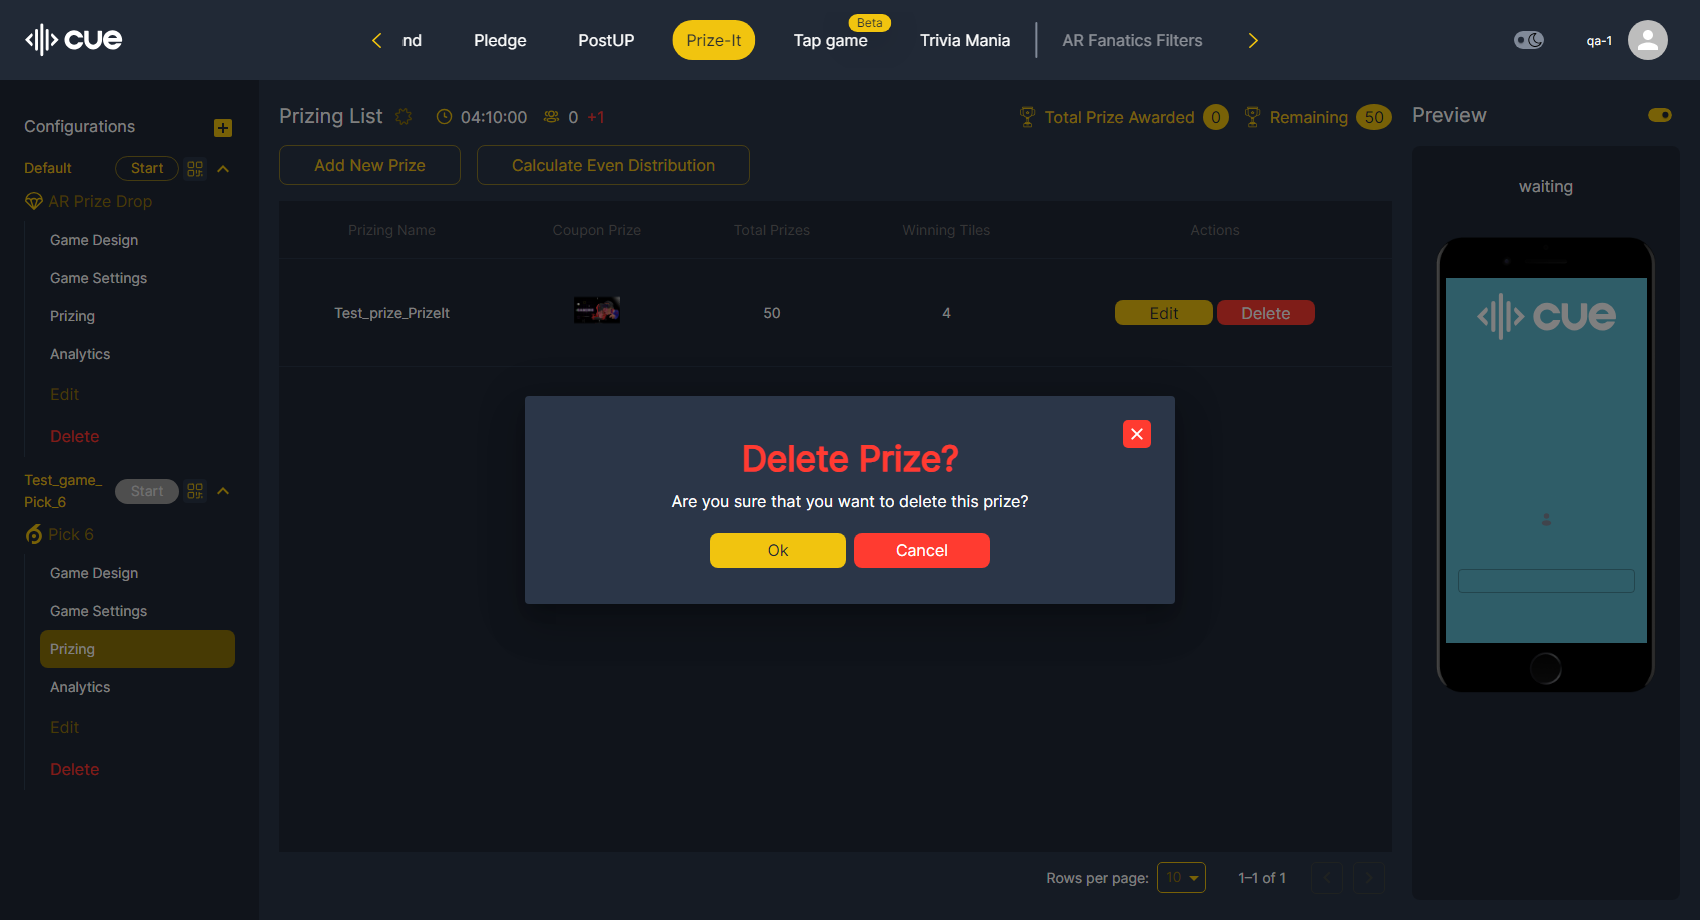 cue
nd
Pledge
PostUP
Prize-It
Beta
Tap game
Trivia Mania
AR Fanatics Filters
qa-1
Configurations
Default
Start
AR Prize Drop
Game Design
Game Settings
Prizing
Analytics
Edit
Delete
Test_game_
Pick_6
Start
Pick 6
Game Design
Game Settings
Prizing
Analytics
Edit
Delete
Prizing List
04:10:00
0 +1
Total Prize Awarded 0
Remaining 50
Add New Prize
Calculate Even Distribution
Prizing Name
Coupon Prize
Total Prizes
Winning Tiles
Actions
Test_prize_PrizeIt
50
4
Edit
Delete
Delete Prize?
Are you sure that you want to delete this prize?
Ok
Cancel
Rows per page: 10
1–1 of 1
Preview
waiting
cue